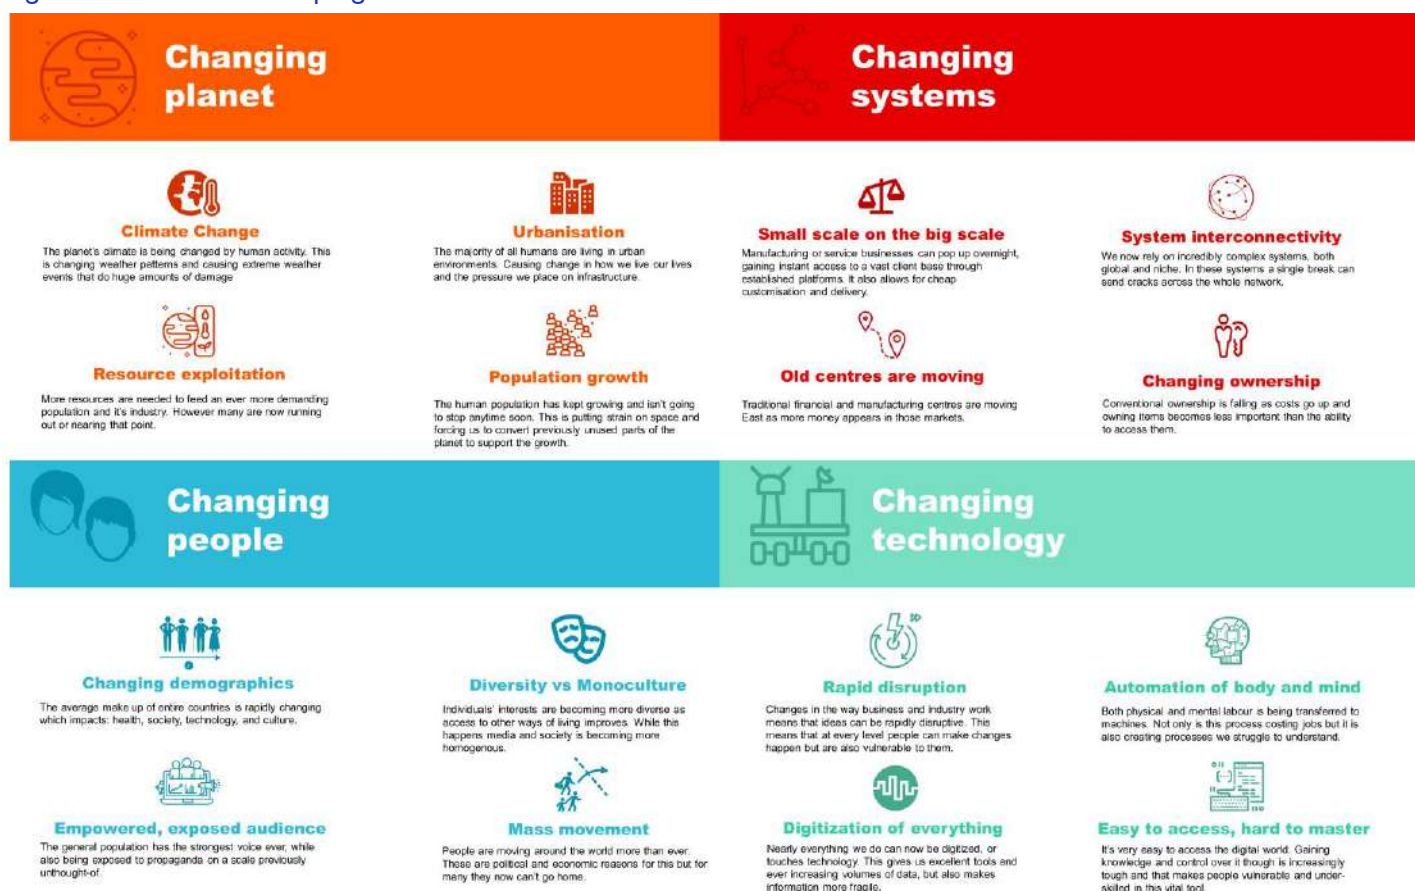 Changing
planet
Changing
systems
Climate Change
The planet's climate is being changed by human activity. This
is changing weather patterns and causing extreme weather
events that do huge amounts of damage
Urbanisation
The majority of all humans are living in urban
environments. Causing change in how we live our lives
and the pressure we place on infrastructure.
Small scale on the big scale
Manufacturing or service businesses can pop up overnight,
gaining instant access to a vast client base through
established platforms. It also allows for cheap
customisation and delivery.
System interconnectivity
We now rely on incredibly complex systems, both
global and niche. In these systems a single break can
send cracks across the whole network.
Resource exploitation
More resources are needed to feed an ever more demanding
population and it's industry. However many are now running
out or nearing that point.
Population growth
The human population has kept growing and isn't going
to stop anytime soon. This is putting strain on space and
forcing us to convert previously unused parts of the
planet to support the growth.
Old centres are moving
Traditional financial and manufacturing centres are moving
East as more money appears in those markets.
Changing ownership
Conventional ownership is falling as costs go up and
owning items becomes less important than the ability
to access them.
Changing
people
Changing
technology
Changing demographics
The average make up of entire countries is rapidly changing
which impacts: health, society, technology, and culture.
Diversity vs Monoculture
Individuals' interests are becoming more diverse as
access to other ways of living improves. While this
happens media and society is becoming more
homogenous.
Rapid disruption
Changes in the way business and industry work
means that ideas can be rapidly disruptive. This
means that at every level people can make changes
happen but are also vulnerable to them.
Automation of body and mind
Both physical and mental labour is being transferred to
machines. Not only is this process costing jobs but it is
also creating processes we struggle to understand.
Empowered, exposed audience
The general population has the strongest voice ever, while
also being exposed to propaganda on a scale previously
unthought-of.
Mass movement
People are moving around the world more than ever.
These are political and economic reasons for this but for
many they now can't go home.
Digitization of everything
Nearly everything we do can now be digitized, or
touches technology. This gives us excellent tools and
ever increasing volumes of data, but also makes
information more fragile.
Easy to access, hard to master
It's very easy to access the digital world. Gaining
knowledge and control over it though is increasingly
tough and that makes people vulnerable and under-
skilled in this vital tool.